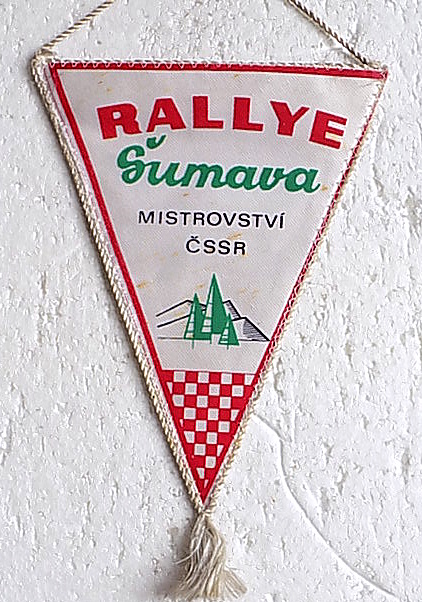 RALLYE
Šumava
MISTROVSTVÍ
ČSSR